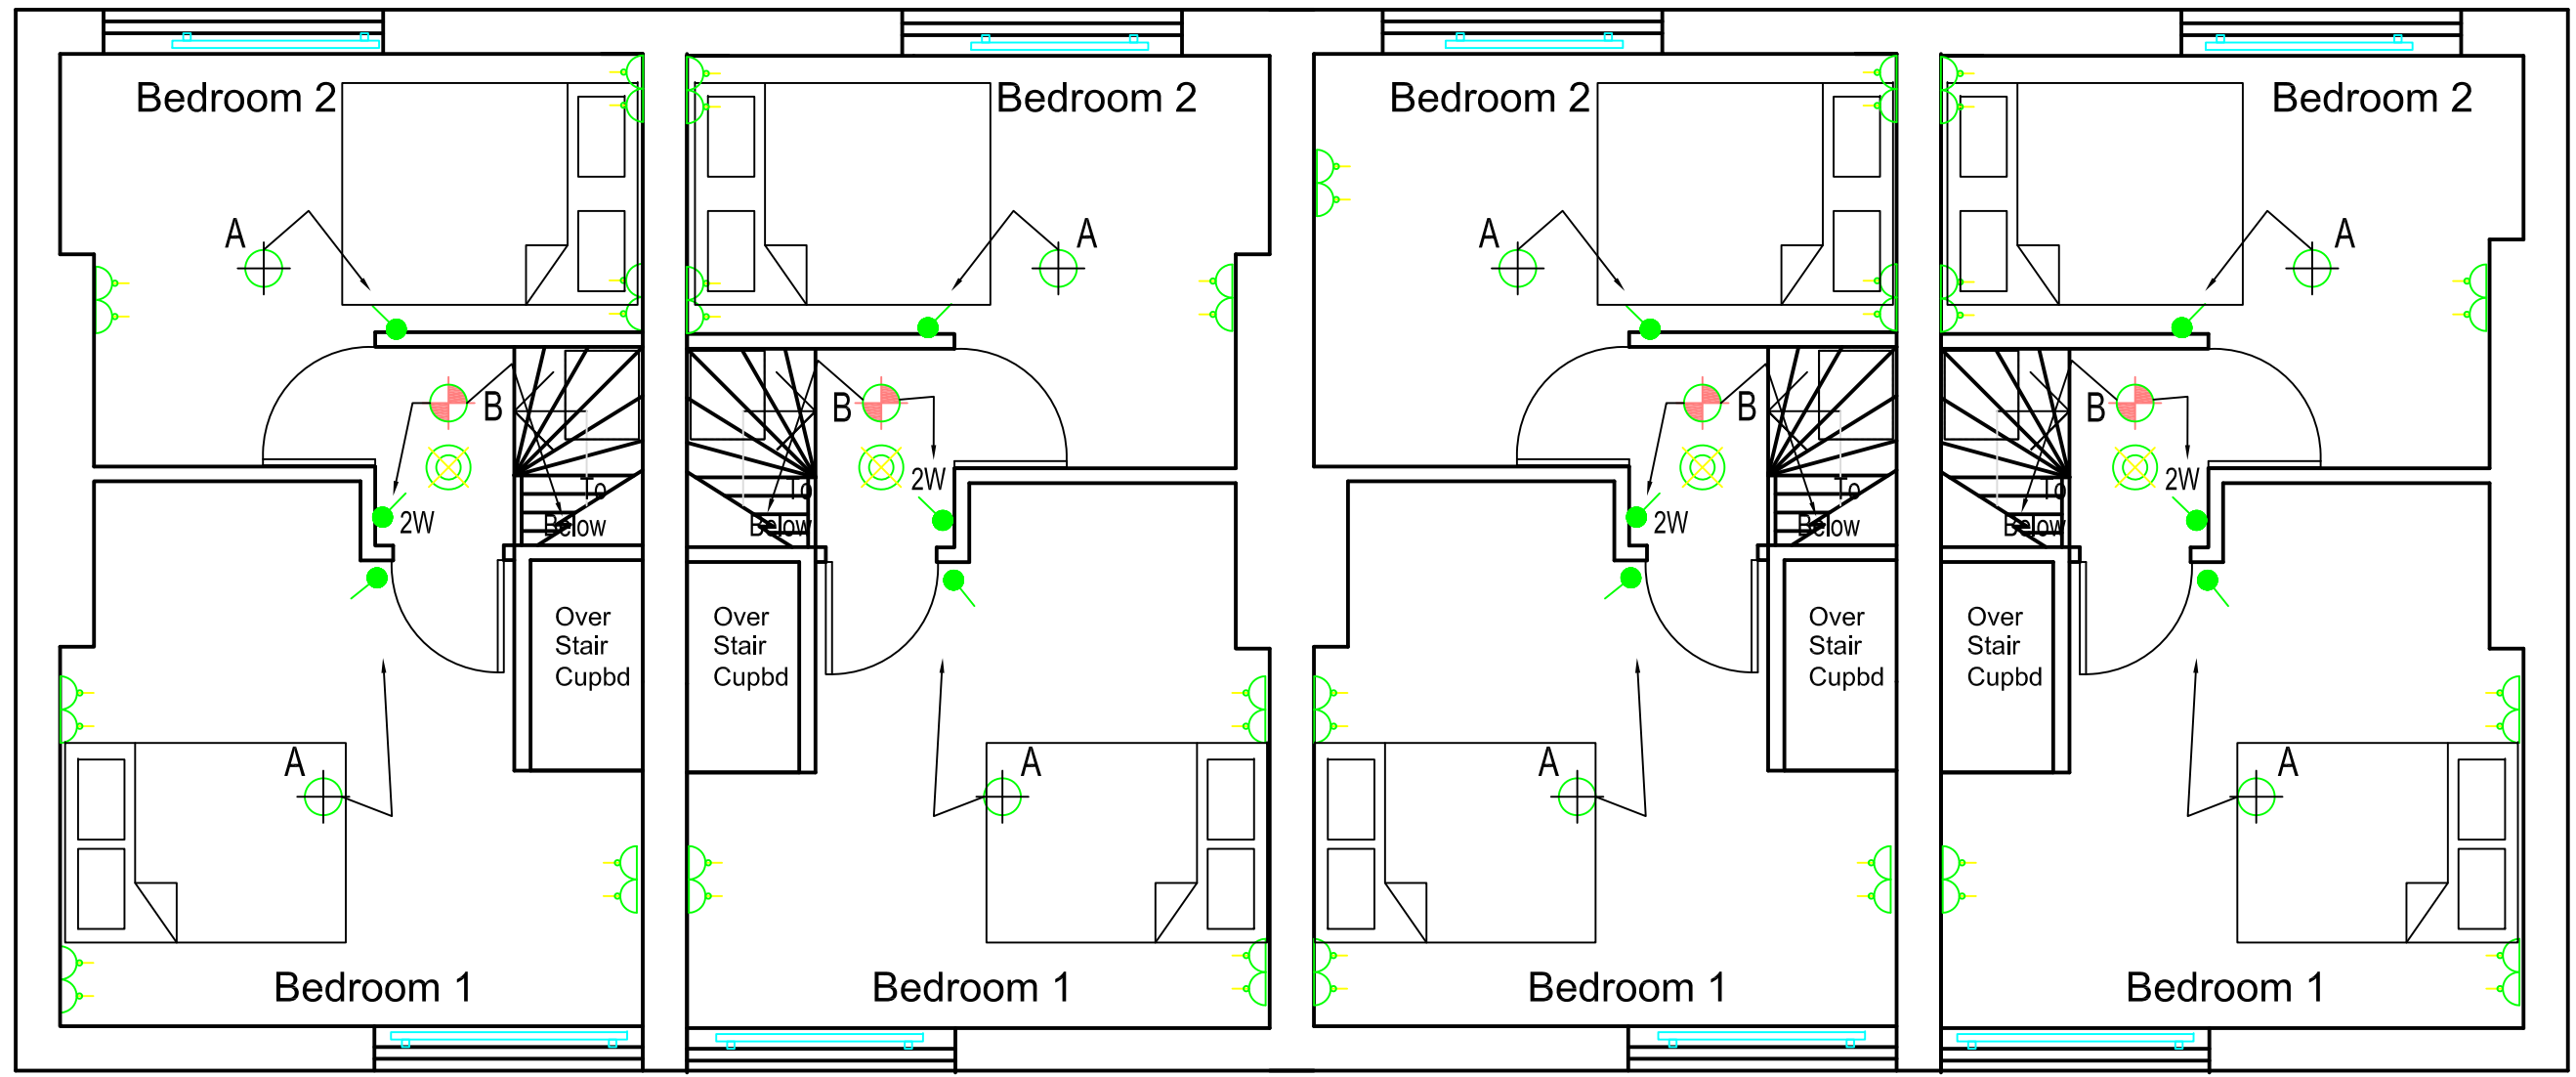 Bedroom 2
Bedroom 2
Bedroom 2
Bedroom 2
A
A
A
A
B
B
B
B
2W
2W
To
To
To
To
2W
2W
Below
Below
Below
Below
Over
Stair
Cupbd
Over
Stair
Cupbd
Over
Stair
Cupbd
Over
Stair
Cupbd
A
A
A
A
Bedroom 1
Bedroom 1
Bedroom 1
Bedroom 1